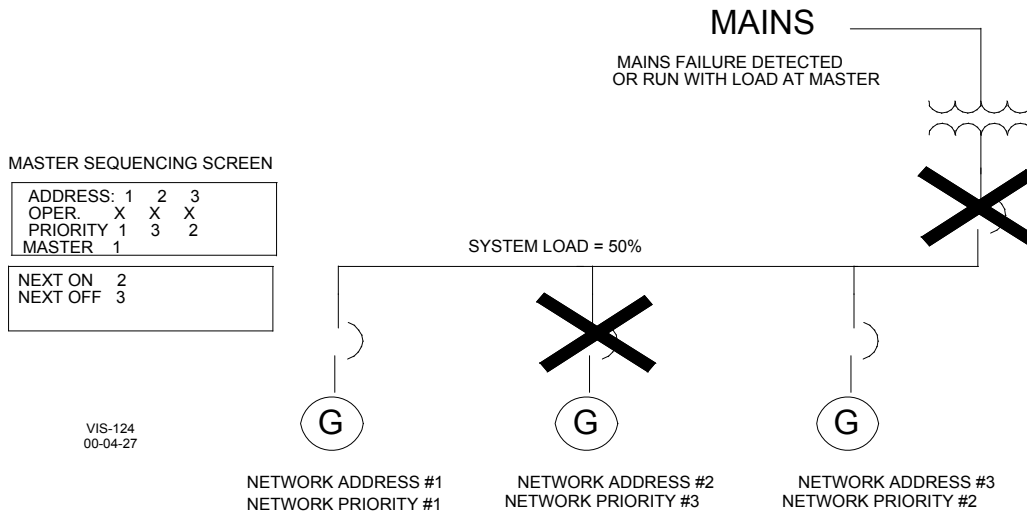 MAINS
MAINS FAILURE DETECTED
OR RUN WITH LOAD AT MASTER
MASTER SEQUENCING SCREEN
ADDRESS: 1 2 3
OPER. X X X
PRIORITY 1 3 2
MASTER 1
NEXT ON 2
NEXT OFF 3
SYSTEM LOAD = 50%
G
G
G
VIS-124
00-04-27
NETWORK ADDRESS #1
NETWORK PRIORITY #1
NETWORK ADDRESS #2
NETWORK PRIORITY #3
NETWORK ADDRESS #3
NETWORK PRIORITY #2